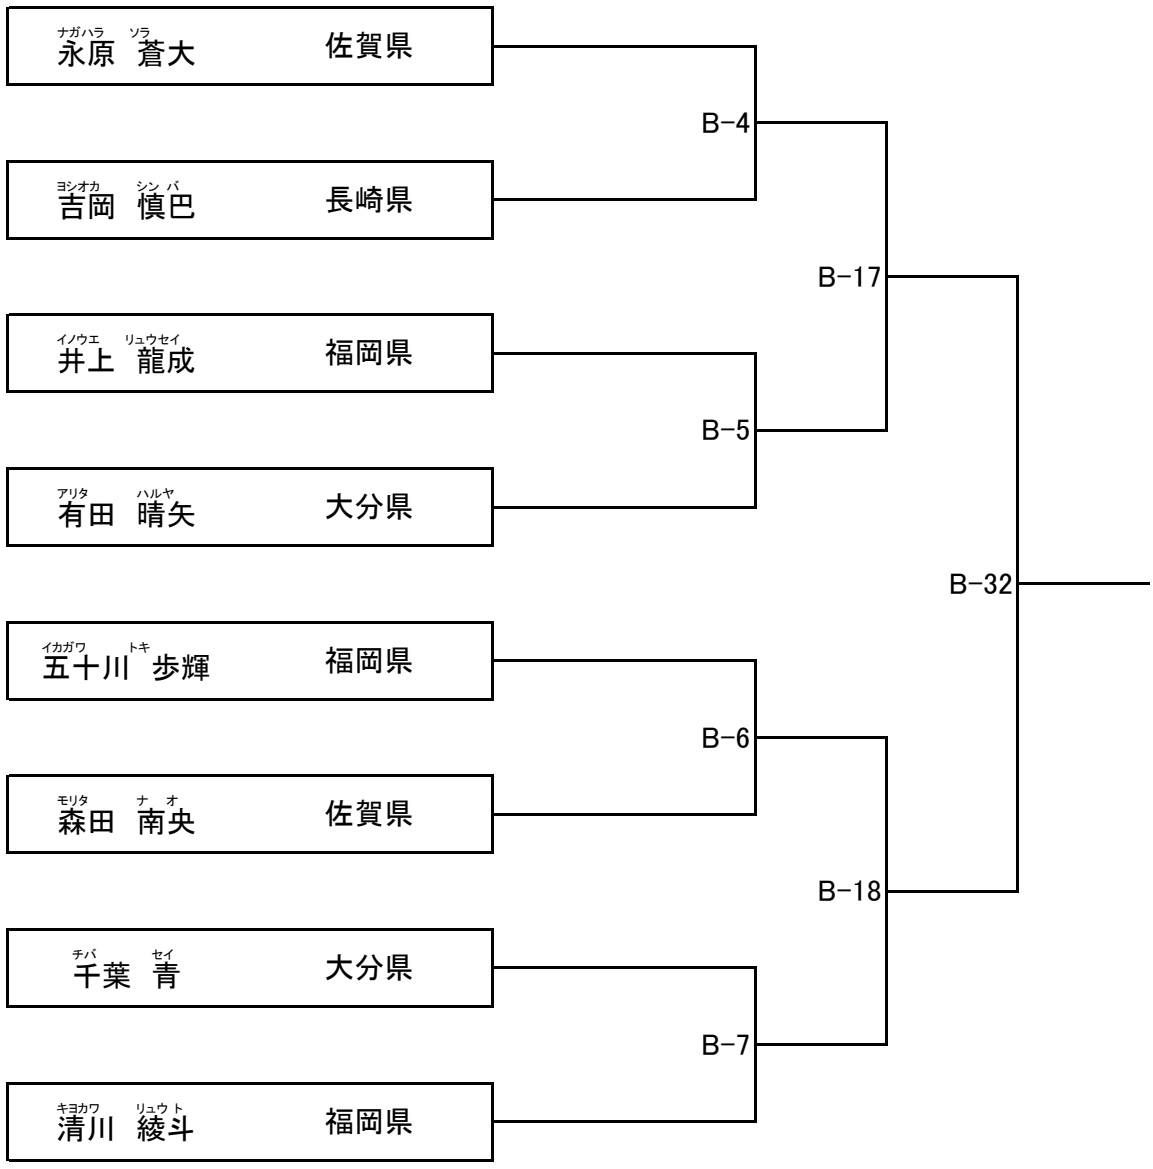 ナガハラ ソラ
永原 蒼大 佐賀県
B-4
ヨシオカ シン バ
吉岡 慎巴 長崎県
B-17
イノウエ リュウセイ
井上 龍成 福岡県
B-5
アリタ ハルヤ
有田 晴矢 大分県
B-32
イカガワ トキ
五十川 歩輝 福岡県
B-6
モリタ ナ オ
森田 南央 佐賀県
B-18
チバ セイ
千葉 青 大分県
B-7
キヨカワ リュウ ト
清川 綾斗 福岡県